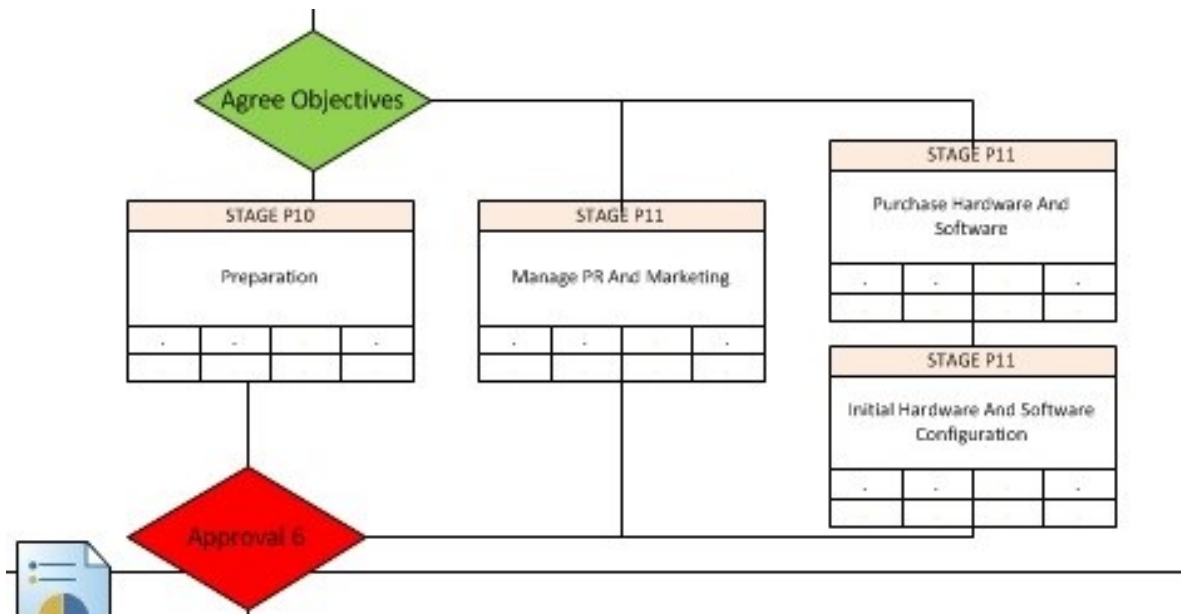 Agree Objectives
STAGE P10
Preparation
STAGE P11
Manage PR And Marketing
STAGE P11
Purchase Hardware And
Software
STAGE P11
Initial Hardware And Software
Configuration
Approval 6